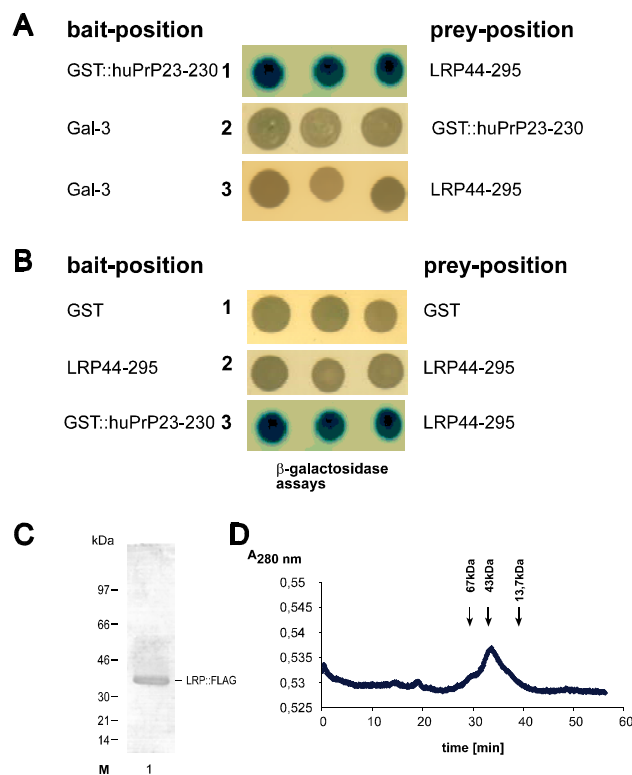 A
bait-position prey-position
GST::huPrP23-230 1 LRP44-295
Gal-3 2 GST::huPrP23-230
Gal-3 3 LRP44-295
B
bait-position prey-position
GST 1 GST
LRP44-295 2 LRP44-295
GST::huPrP23-230 3 LRP44-295
β-galactosidase
assays
C
kDa
97
66
46
LRP::FLAG
30
21
14
M 1
D
A280 nm
67kDa
43kDa
13,7kDa
0,55
0,545
0,54
0,535
0,53
0,525
0 10 20 30 40 50 60
time [min]